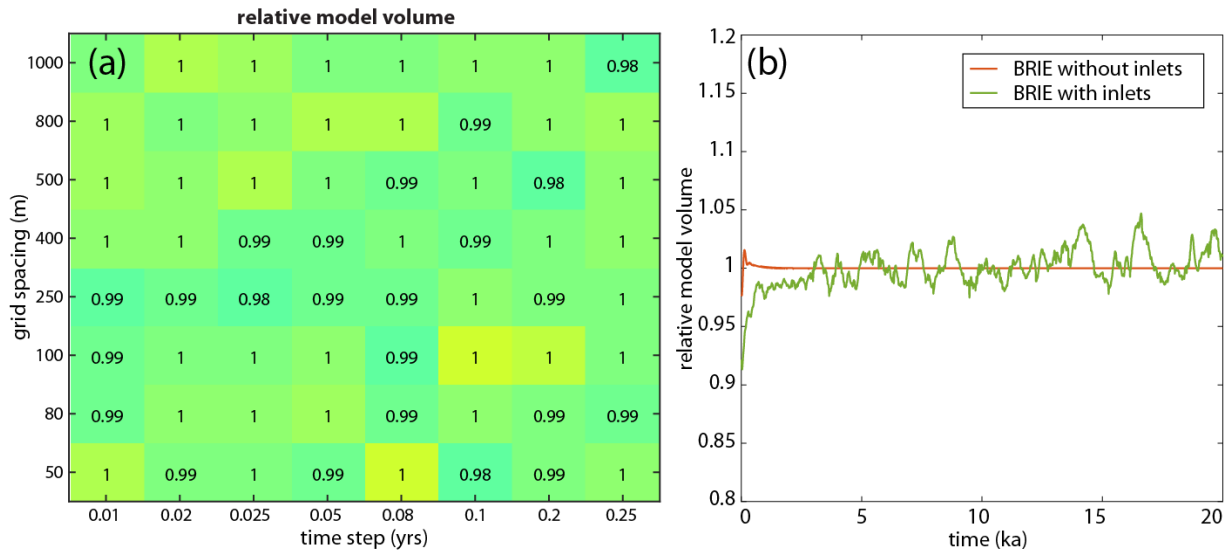 relative model volume
(a)
grid spacing (m)
1000 1 1 1 1 1 1 0.98
800 1 1 1 1 1 0.99 1 1
500 1 1 1 1 0.99 1 0.98 1
400 1 1 0.99 0.99 1 0.99 1 1
250 0.99 0.99 0.98 0.99 0.99 1 0.99 1
100 0.99 1 1 1 0.99 1 1 1
80 0.99 1 1 1 0.99 1 0.99 0.99
50 1 0.99 1 0.99 1 0.98 0.99 1
0.01 0.02 0.025 0.05 0.08 0.1 0.2 0.25
time step (yrs)
(b)
BRIE without inlets
BRIE with inlets
relative model volume
1.2
1.15
1.1
1.05
1
0.95
0.9
0.85
0.8
0 5 10 15 20
time (ka)